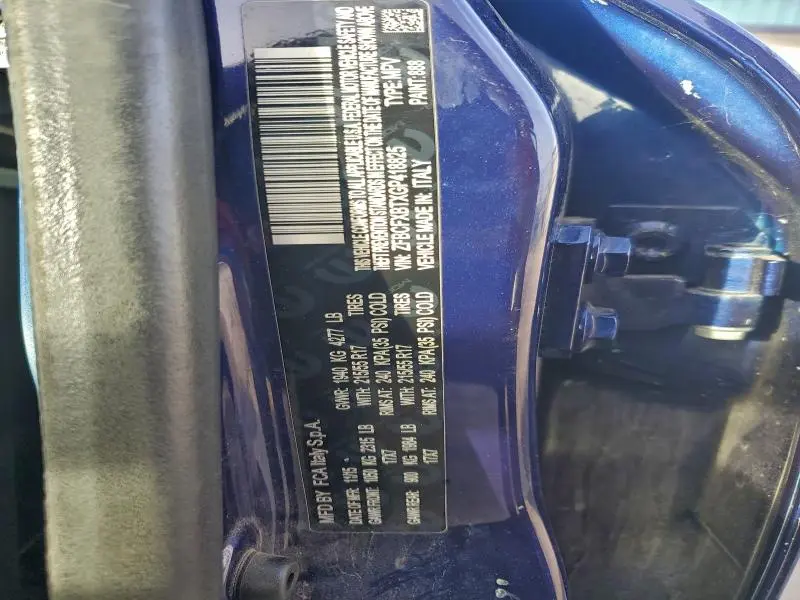 MFD BY FCA Italy S.p.A.
DATE OF MFR: 11-15 GVWR: 1940 KG 4277 LB
GAWR FRONT: 1050 KG 2315 LB WITH: 215/55 R17 TIRES
17X7 RIMS AT: 240 KPA(35 PSI) COLD
GAWR REAR: 900 KG 1984 LB WITH: 215/55 R17 TIRES
17X7 RIMS AT: 240 KPA(35 PSI) COLD
THIS VEHICLE CONFORMS TO ALL APPLICABLE U.S.A. FEDERAL MOTOR VEHICLE SAFETY AND
THEFT PREVENTION STANDARDS IN EFFECT ON THE DATE OF MANUFACTURE SHOWN ABOVE
VIN: ZFBCFXBTXGP418825 TYPE: MPV
VEHICLE MADE IN: ITALY PAINT: 888